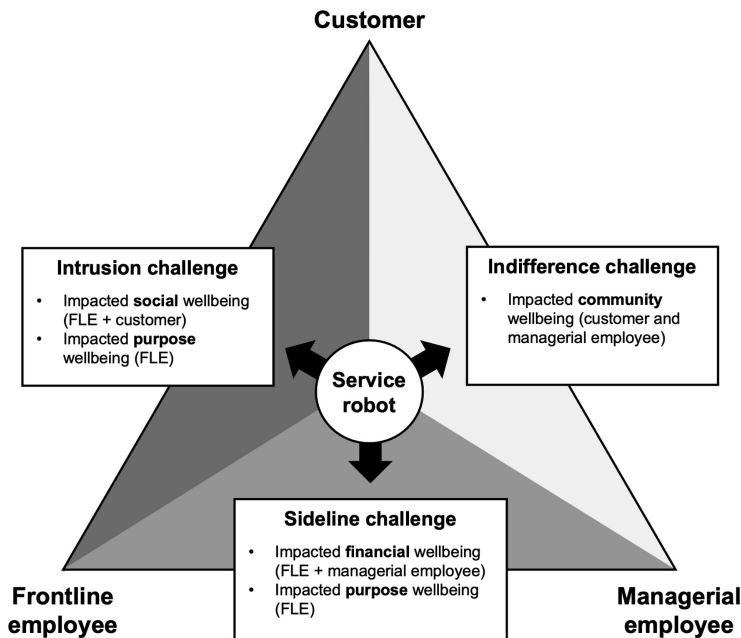 Customer
Intrusion challenge
• Impacted social wellbeing
(FLE + customer)
• Impacted purpose
wellbeing (FLE)
Indifference challenge
• Impacted community
wellbeing (customer and
managerial employee)
Service
robot
Sideline challenge
• Impacted financial wellbeing
(FLE + managerial employee)
• Impacted purpose wellbeing
(FLE)
Frontline
employee
Managerial
employee